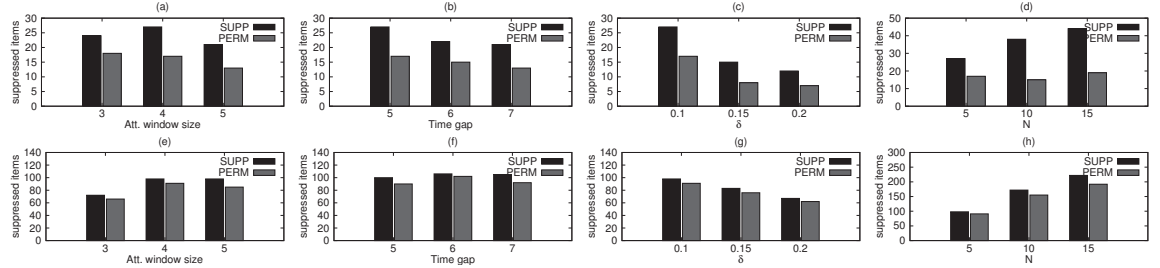 (a)
suppressed items
30
25
20
15
10
5
0
SUPP
PERM
3 4 5
Att. window size
(b)
suppressed items
30
25
20
15
10
5
0
SUPP
PERM
5 6 7
Time gap
(c)
suppressed items
30
25
20
15
10
5
0
SUPP
PERM
0.1 0.15 0.2
δ
(d)
suppressed items
50
40
30
20
10
0
SUPP
PERM
5 10 15
N
(e)
suppressed items
140
120
100
80
60
40
20
0
SUPP
PERM
3 4 5
Att. window size
(f)
suppressed items
140
120
100
80
60
40
20
0
SUPP
PERM
5 6 7
Time gap
(g)
suppressed items
140
120
100
80
60
40
20
0
SUPP
PERM
0.1 0.15 0.2
δ
(h)
suppressed items
300
250
200
150
100
50
0
SUPP
PERM
5 10 15
N